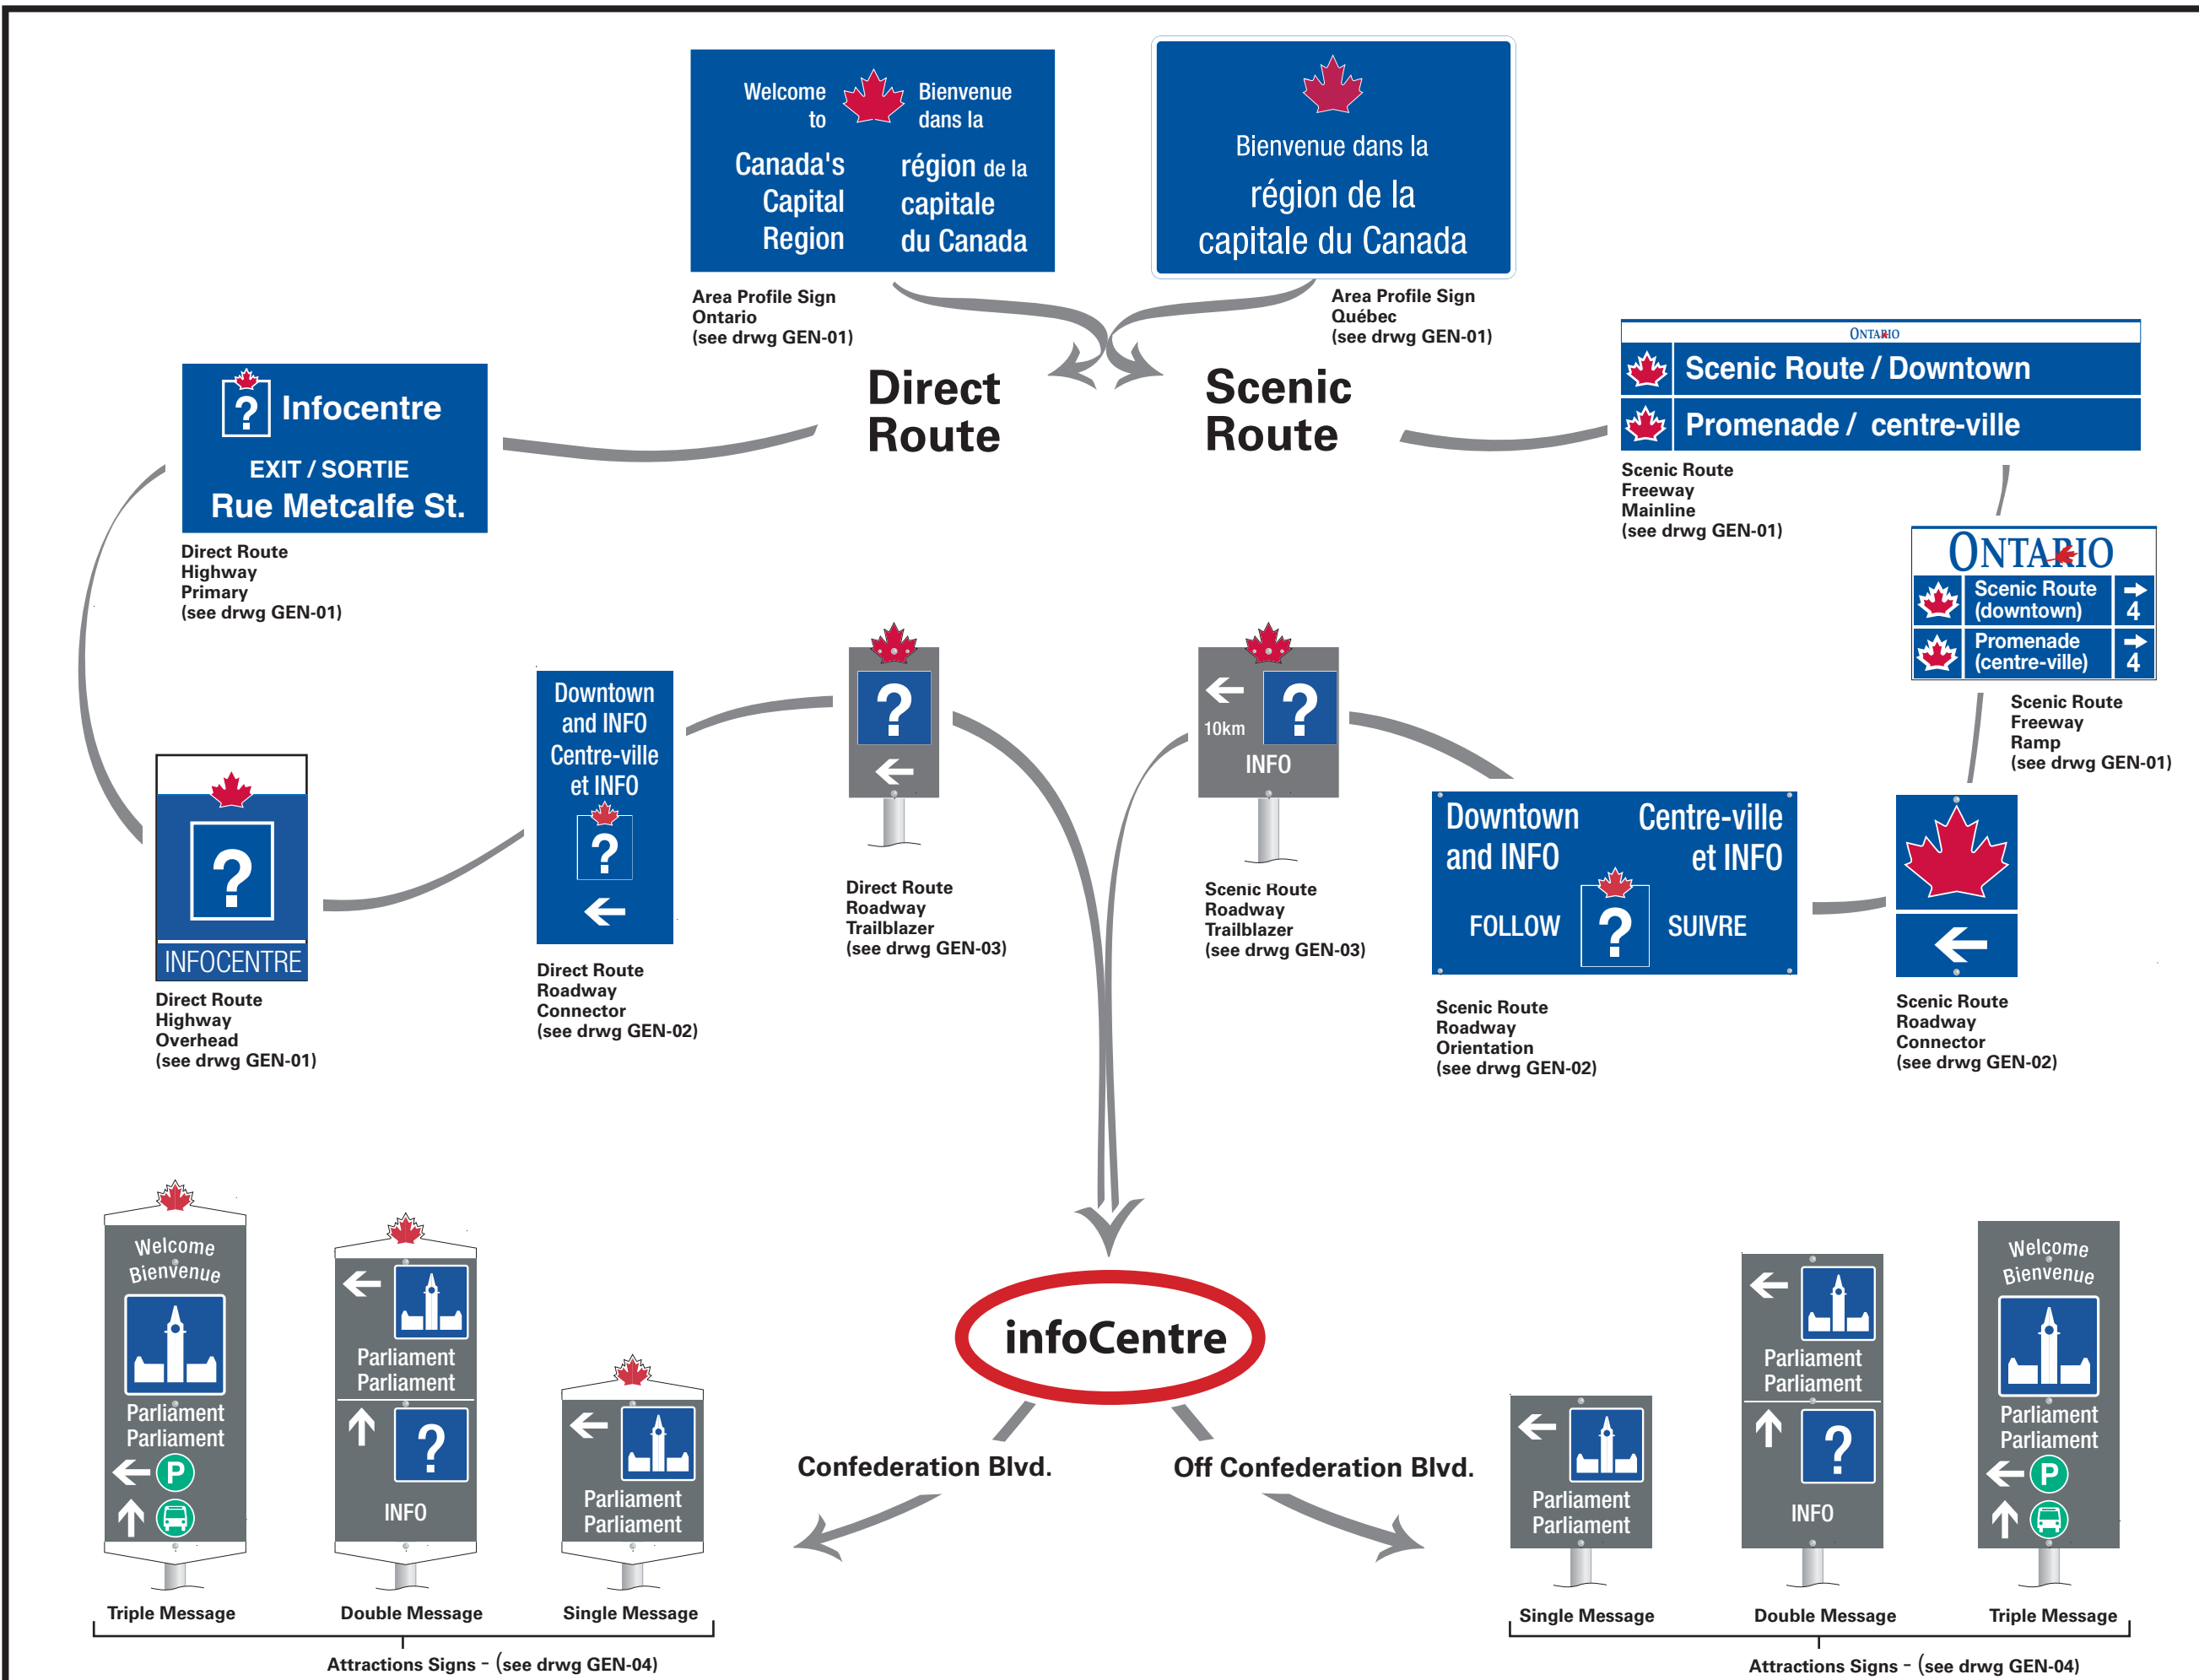 Welcome
to
Bienvenue
dans la
Canada's
Capital
Region
région de la
capitale
du Canada
Area Profile Sign
Ontario
(see drwg GEN-01)
Bienvenue dans la
région de la
capitale du Canada
Area Profile Sign
Québec
(see drwg GEN-01)
Direct
Route
Scenic
Route
? Infocentre
EXIT / SORTIE
Rue Metcalfe St.
Direct Route
Highway
Primary
(see drwg GEN-01)
ONTARIO
Scenic Route / Downtown
Promenade / centre-ville
Scenic Route
Freeway
Mainline
(see drwg GEN-01)
ONTARIO
Scenic Route
(downtown)
→
4
Promenade
(centre-ville)
→
4
Scenic Route
Freeway
Ramp
(see drwg GEN-01)
?
INFOCENTRE
Direct Route
Highway
Overhead
(see drwg GEN-01)
Downtown
and INFO
Centre-ville
et INFO
?
←
Direct Route
Roadway
Connector
(see drwg GEN-02)
?
←
Direct Route
Roadway
Trailblazer
(see drwg GEN-03)
←
10km
?
INFO
Scenic Route
Roadway
Trailblazer
(see drwg GEN-03)
Downtown
and INFO
Centre-ville
et INFO
FOLLOW ? SUIVRE
Scenic Route
Roadway
Orientation
(see drwg GEN-02)
←
Scenic Route
Roadway
Connector
(see drwg GEN-02)
infoCentre
Confederation Blvd.
Off Confederation Blvd.
Welcome
Bienvenue
Parliament
Parliament
← P
↑
Triple Message
←
Parliament
Parliament
↑ ?
INFO
Double Message
←
Parliament
Parliament
Single Message
Attractions Signs - (see drwg GEN-04)
←
Parliament
Parliament
Single Message
←
Parliament
Parliament
↑ ?
INFO
Double Message
Welcome
Bienvenue
Parliament
Parliament
← P
↑
Triple Message
Attractions Signs - (see drwg GEN-04)